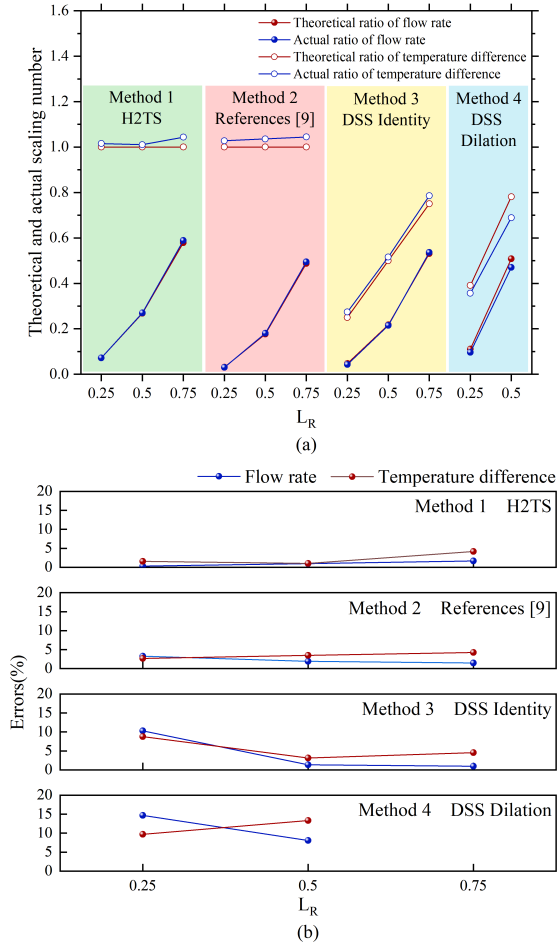 Theoretical ratio of flow rate
Actual ratio of flow rate
Theoretical ratio of temperature difference
Actual ratio of temperature difference
Theoretical and actual scaling number
1.6
1.4
1.2
1.0
0.8
0.6
0.4
0.2
0.0
Method 1
H2TS
Method 2
References [9]
Method 3
DSS Identity
Method 4
DSS
Dilation
0.25 0.5 0.75 0.25 0.5 0.75 0.25 0.5 0.75 0.25 0.5
L_R
(a)
Flow rate Temperature difference
Errors(%)
20
15
10
5
0
Method 1 H2TS
20
15
10
5
0
Method 2 References [9]
20
15
10
5
0
Method 3 DSS Identity
20
15
10
5
0
Method 4 DSS Dilation
0.25 0.5 0.75
L_R
(b)